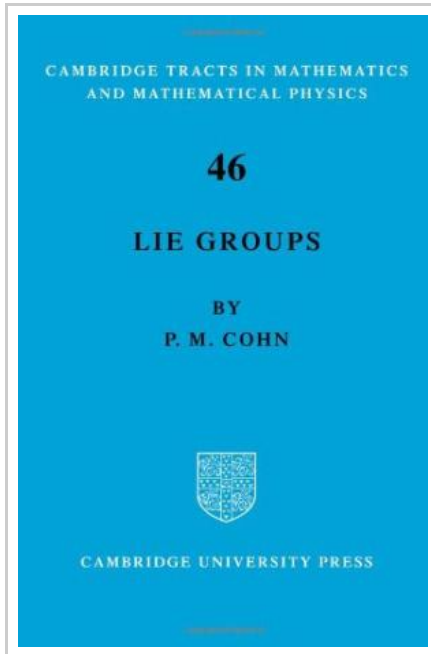 CAMBRIDGE TRACTS IN MATHEMATICS
AND MATHEMATICAL PHYSICS
46
LIE GROUPS
BY
P. M. COHN
CAMBRIDGE UNIVERSITY PRESS